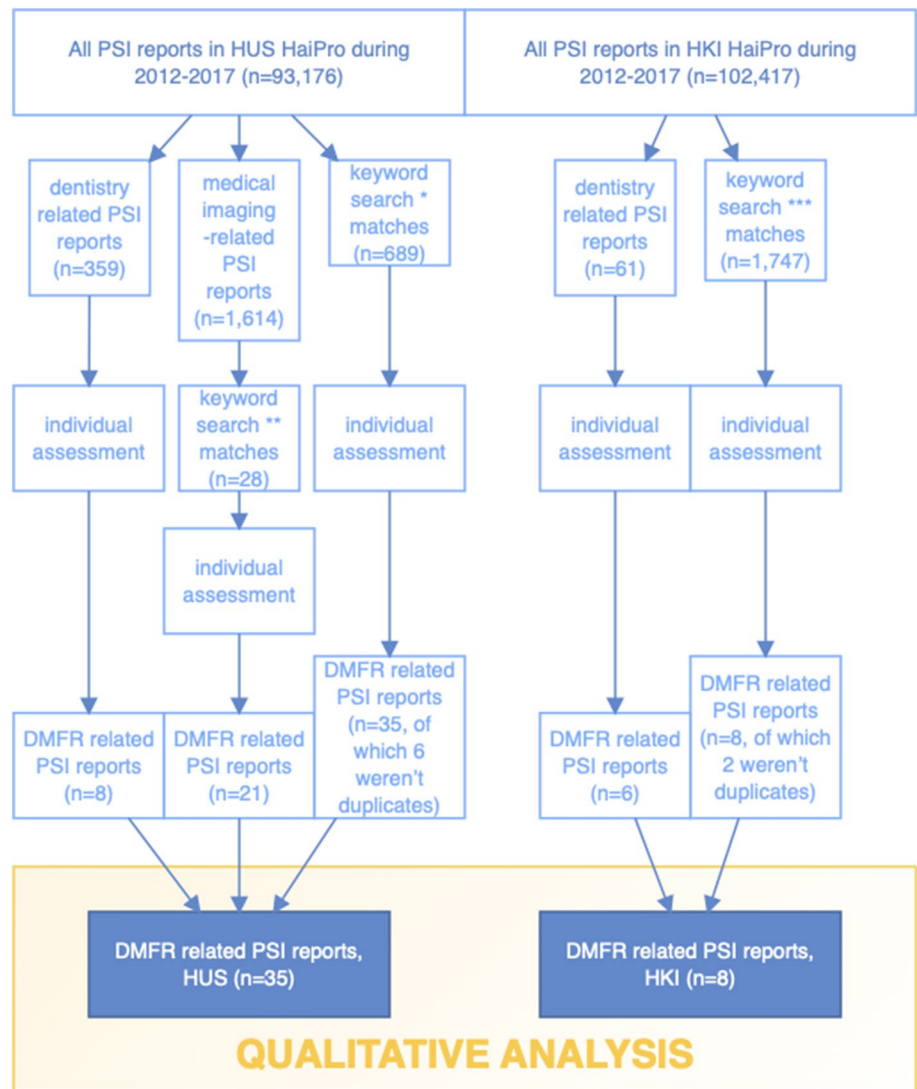 All PSI reports in HUS HaiPro during
2012-2017 (n=93,176)
All PSI reports in HKI HaiPro during
2012-2017 (n=102,417)
dentistry
related PSI
reports
(n=359)
medical
imaging
-related
PSI
reports
(n=1,614)
keyword
search *
matches
(n=689)
dentistry
related PSI
reports
(n=61)
keyword
search ***
matches
(n=1,747)
individual
assessment
keyword
search **
matches
(n=28)
individual
assessment
individual
assessment
individual
assessment
individual
assessment
DMFR related
PSI reports
(n=8)
DMFR related
PSI reports
(n=21)
DMFR related
PSI reports
(n=35, of
which 6
weren't
duplicates)
DMFR related
PSI reports
(n=6)
DMFR related
PSI reports
(n=8, of which
2 weren't
duplicates)
DMFR related PSI reports,
HUS (n=35)
DMFR related PSI reports,
HKI (n=8)
QUALITATIVE ANALYSIS